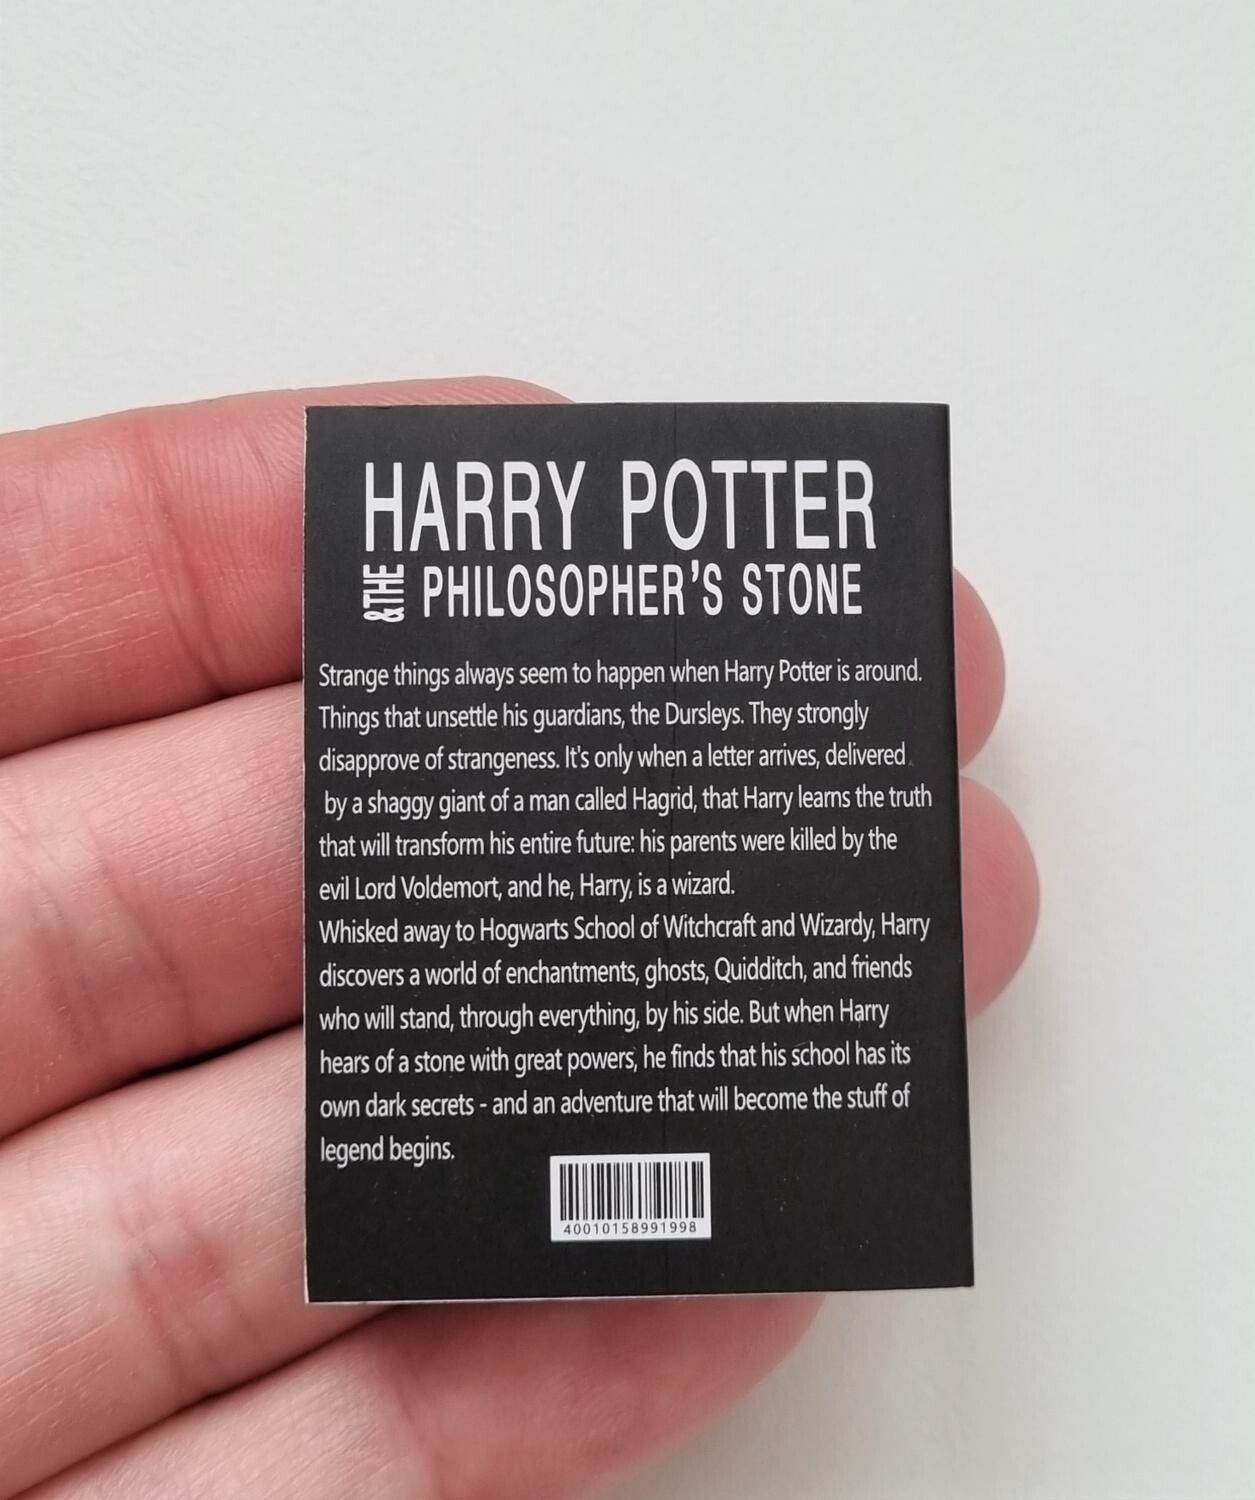 HARRY POTTER
&THE PHILOSOPHER'S STONE
Strange things always seem to happen when Harry Potter is around.
Things that unsettle his guardians, the Dursleys. They strongly
disapprove of strangeness. It's only when a letter arrives, delivered
by a shaggy giant of a man called Hagrid, that Harry learns the truth
that will transform his entire future: his parents were killed by the
evil Lord Voldemort, and he, Harry, is a wizard.
Whisked away to Hogwarts School of Witchcraft and Wizardy, Harry
discovers a world of enchantments, ghosts, Quidditch, and friends
who will stand, through everything, by his side. But when Harry
hears of a stone with great powers, he finds that his school has its
own dark secrets - and an adventure that will become the stuff of
legend begins.
40010158991998